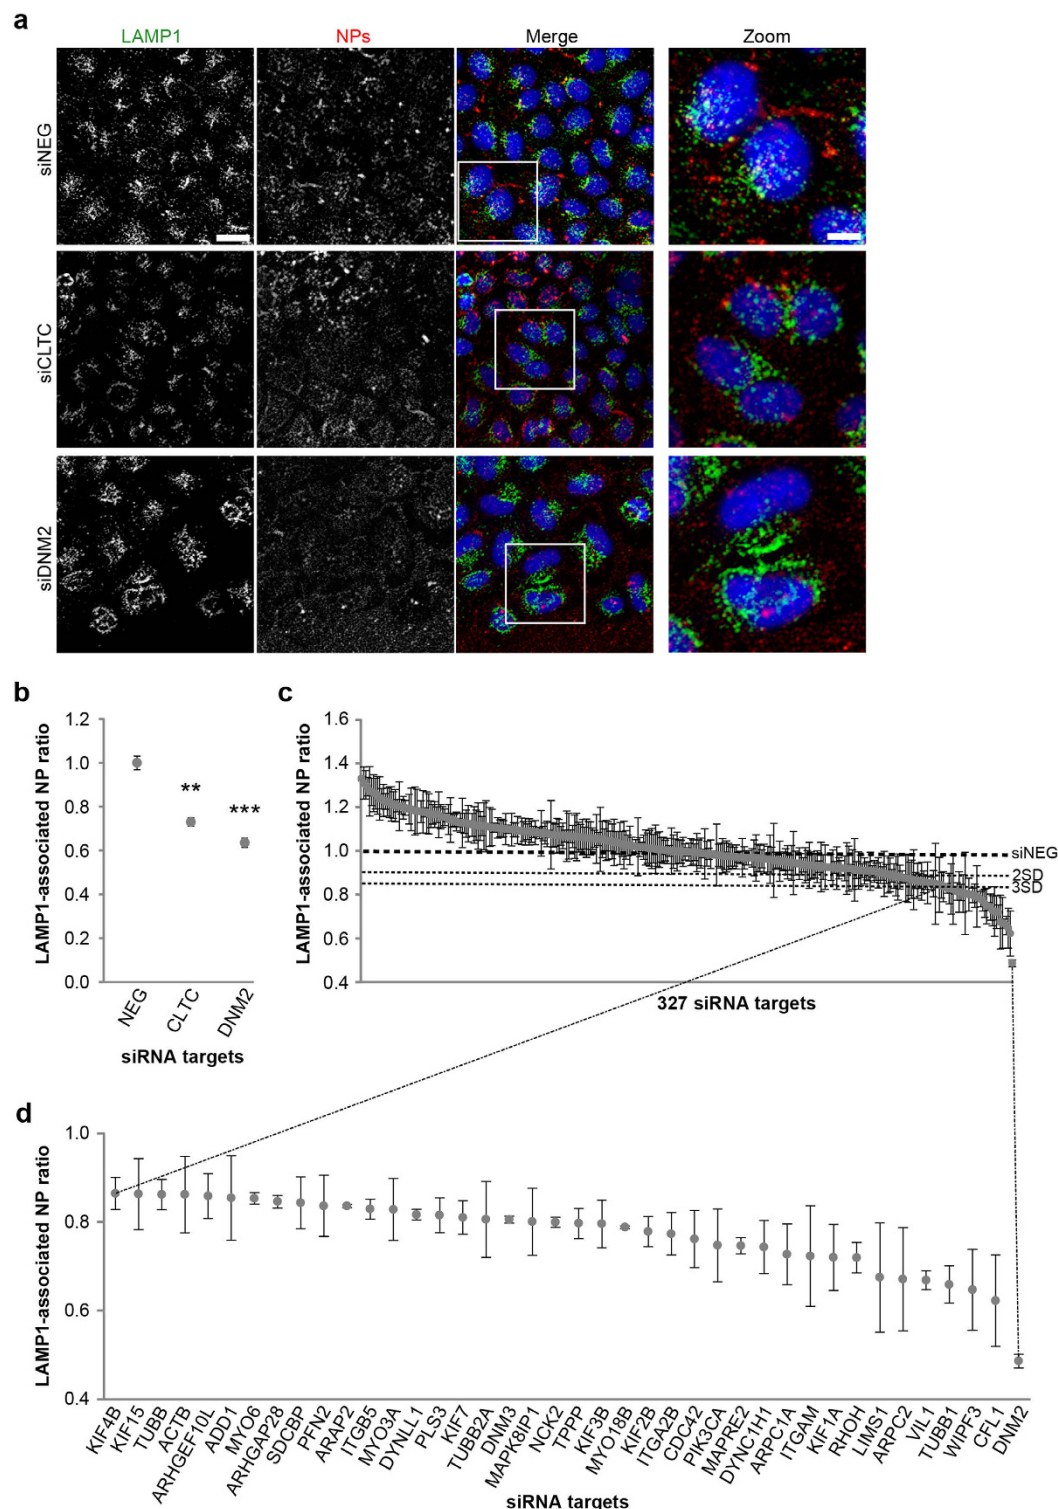 a
LAMP1
NPs
Merge
Zoom
siNEG
siCLTC
siDNM2
b
LAMP1-associated NP ratio
1.2
1.0
0.8
0.6
0.4
0.2
0.0
**
***
NEG
CLTC
DNM2
siRNA targets
c
LAMP1-associated NP ratio
1.6
1.4
1.2
1.0
0.8
0.6
0.4
siNEG
2SD
3SD
327 siRNA targets
d
LAMP1-associated NP ratio
1.0
0.8
0.6
0.4
KIF4B
KIF15
TUBB
ACTB
ARHGEF10L
ADD1
MYO6
ARHGAP28
SDCBP
PFN2
ARAP2
ITGB5
MYO3A
DYNLL1
PLS3
KIF7
TUBB2A
DNM3
MAPK8IP1
NCK2
TPPP
KIF3B
MYO18B
KIF2B
ITGA2B
CDC42
PIK3CA
MAPRE2
DYNC1H1
ARPC1A
ITGAM
KIF1A
RHOH
LIMS1
ARPC2
VIL1
TUBB1
WIPF3
CFL1
DNM2
siRNA targets